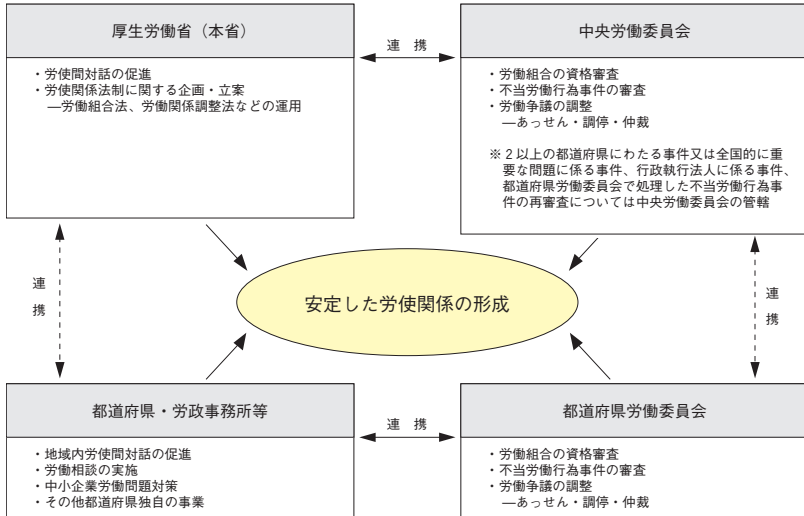 厚生労働省（本省）
・労使間対話の促進
・労使関係法制に関する企画・立案
―労働組合法、労働関係調整法などの運用
連　携
中央労働委員会
・労働組合の資格審査
・不当労働行為事件の審査
・労働争議の調整
―あっせん・調停・仲裁
※２以上の都道府県にわたる事件又は全国的に重
要な問題に係る事件、行政執行法人に係る事件、
都道府県労働委員会で処理した不当労働行為事
件の再審査については中央労働委員会の管轄
連
携
安定した労使関係の形成
連
携
都道府県・労政事務所等
・地域内労使間対話の促進
・労働相談の実施
・中小企業労働問題対策
・その他都道府県独自の事業
連　携
都道府県労働委員会
・労働組合の資格審査
・不当労働行為事件の審査
・労働争議の調整
―あっせん・調停・仲裁